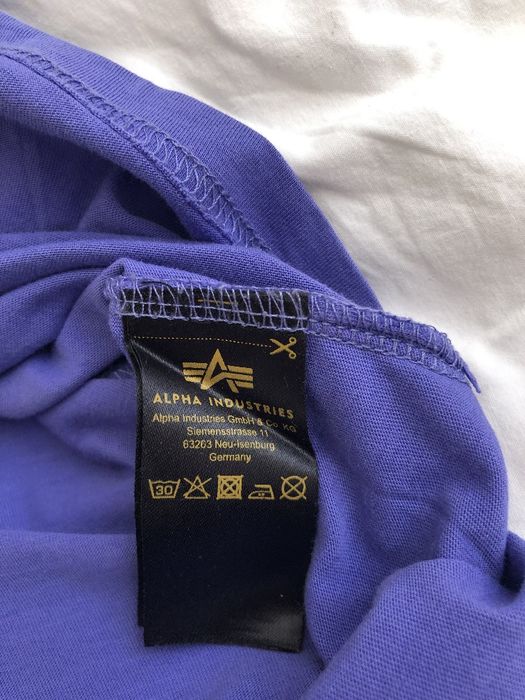 ALPHA INDUSTRIES
Alpha Industries GmbH & Co. KG
Siemensstrasse 11
63263 Neu-Isenburg
Germany
30